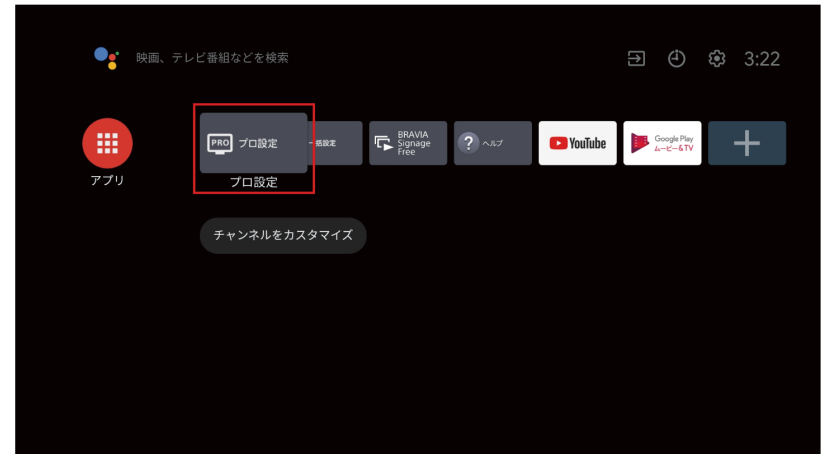 映画、テレビ番組などを検索
3:22
PRO プロ設定
一括設定
BRAVIA
Signage
Free
? ヘルプ
YouTube
Google Play
ムービー&TV
アプリ
プロ設定
チャンネルをカスタマイズ